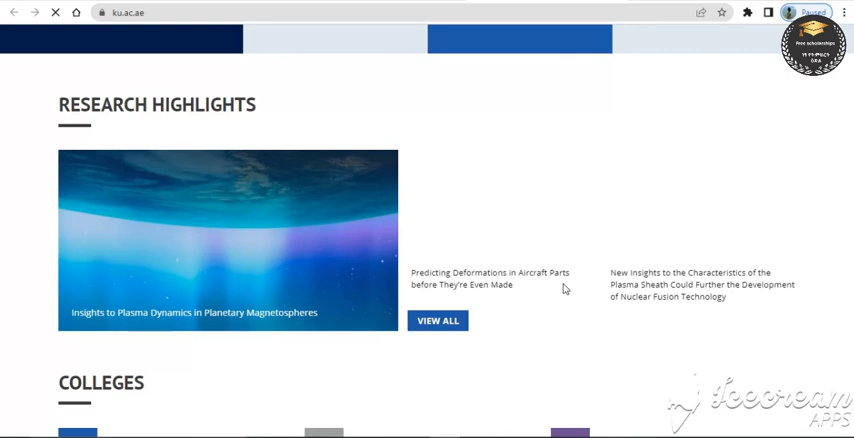 ku.ac.ae
Paused
Free scholarships
RESEARCH HIGHLIGHTS
Insights to Plasma Dynamics in Planetary Magnetospheres
Predicting Deformations in Aircraft Parts
before They're Even Made
New Insights to the Characteristics of the
Plasma Sheath Could Further the Development
of Nuclear Fusion Technology
VIEW ALL
COLLEGES
Icecream
APPS